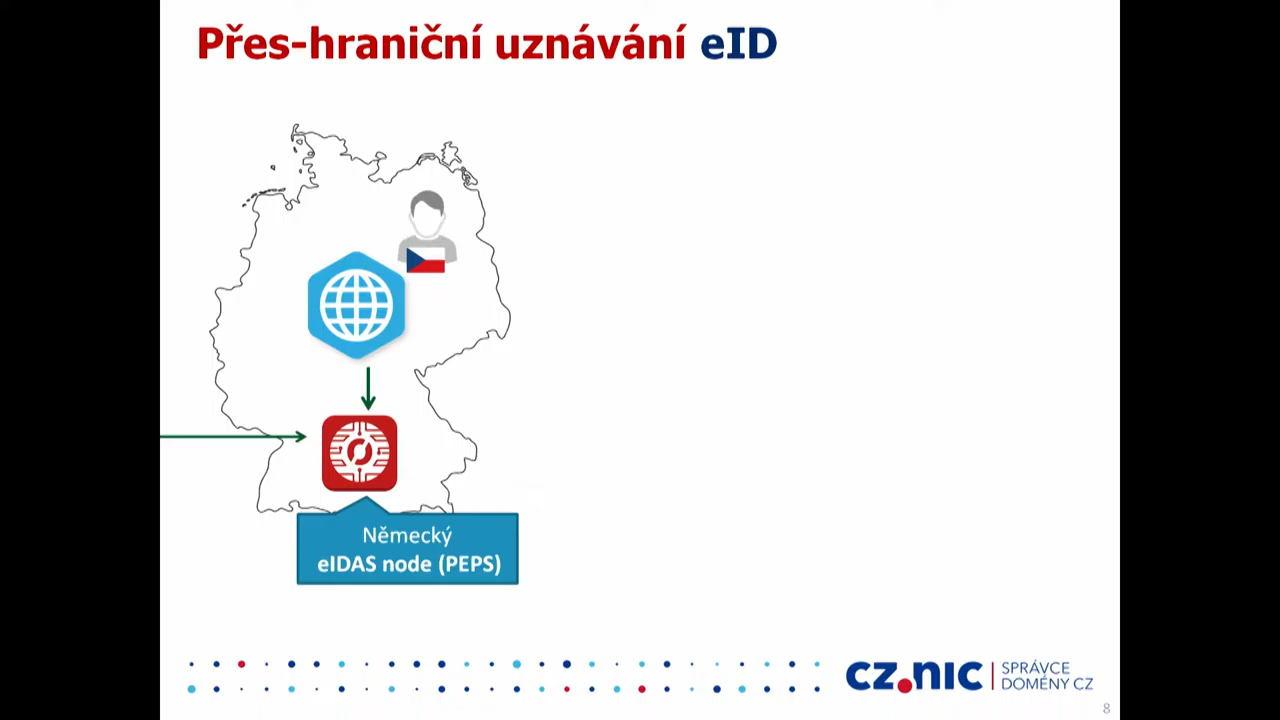 Přes-hraniční uznávání eID
Německý
eIDAS node (PEPS)
CZ.NIC
SPRÁVCE
DOMÉNY CZ
8